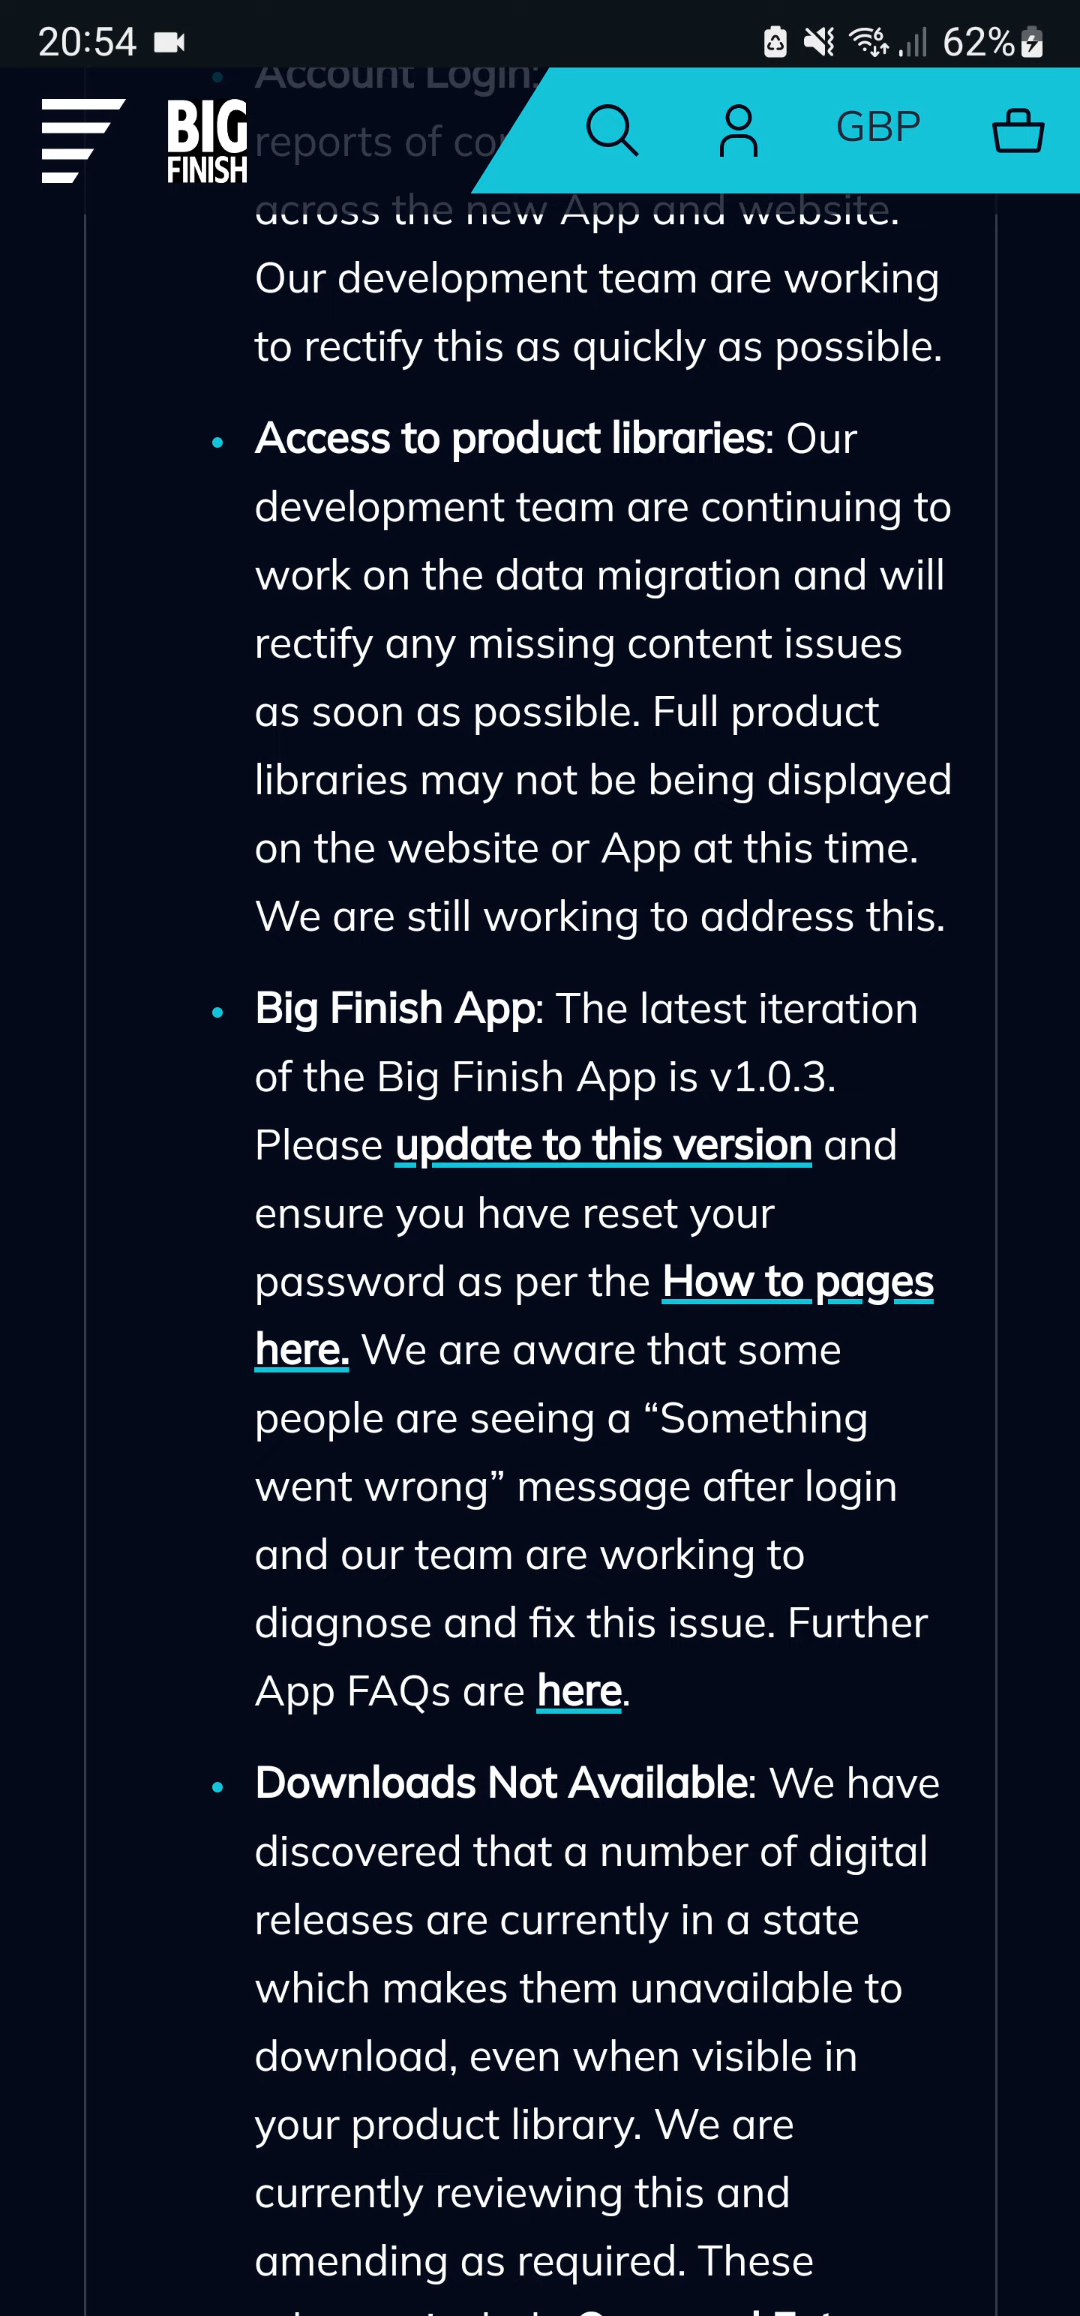 20:54
62%
Account Login:
BIG
FINISH
GBP
reports of co
across the new App and website.
Our development team are working
to rectify this as quickly as possible.
• Access to product libraries: Our
development team are continuing to
work on the data migration and will
rectify any missing content issues
as soon as possible. Full product
libraries may not be being displayed
on the website or App at this time.
We are still working to address this.
• Big Finish App: The latest iteration
of the Big Finish App is v1.0.3.
Please update to this version and
ensure you have reset your
password as per the How to pages
here. We are aware that some
people are seeing a “Something
went wrong” message after login
and our team are working to
diagnose and fix this issue. Further
App FAQs are here.
• Downloads Not Available: We have
discovered that a number of digital
releases are currently in a state
which makes them unavailable to
download, even when visible in
your product library. We are
currently reviewing this and
amending as required. These